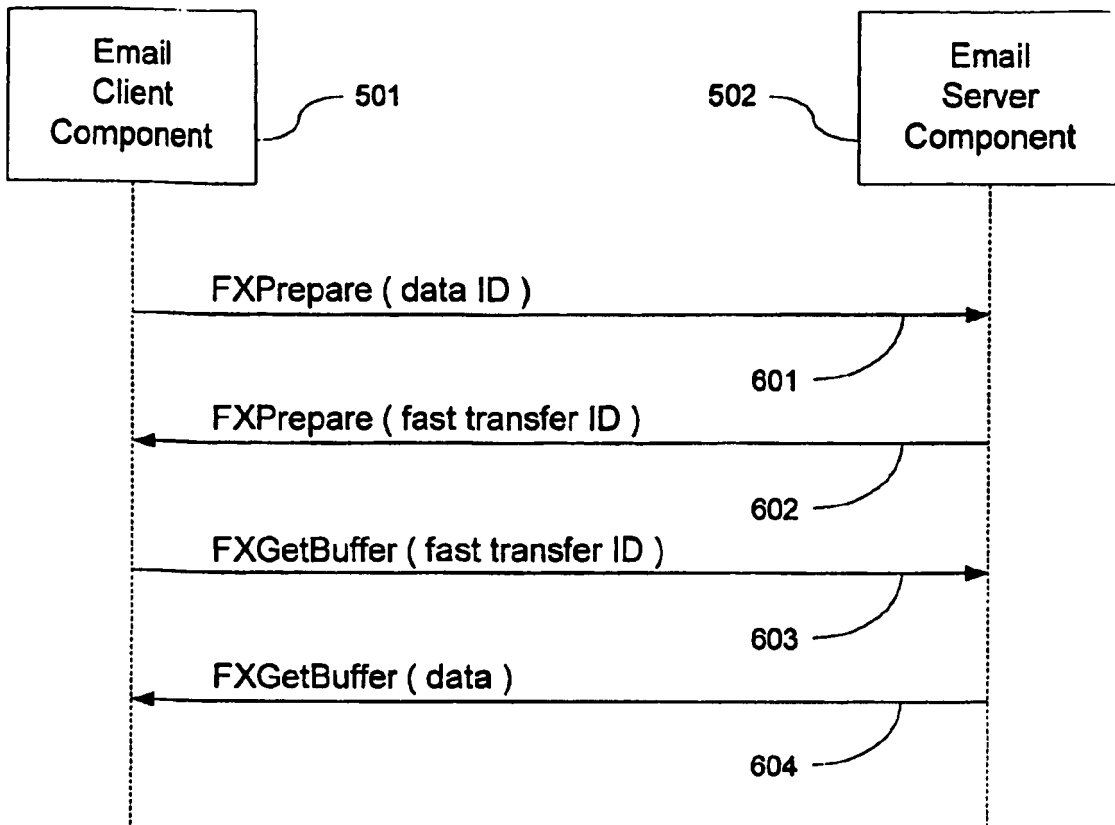 Email
Client
Component
501
502
Email
Server
Component
FXPrepare ( data ID )
601
FXPrepare ( fast transfer ID )
602
FXGetBuffer ( fast transfer ID )
603
FXGetBuffer ( data )
604